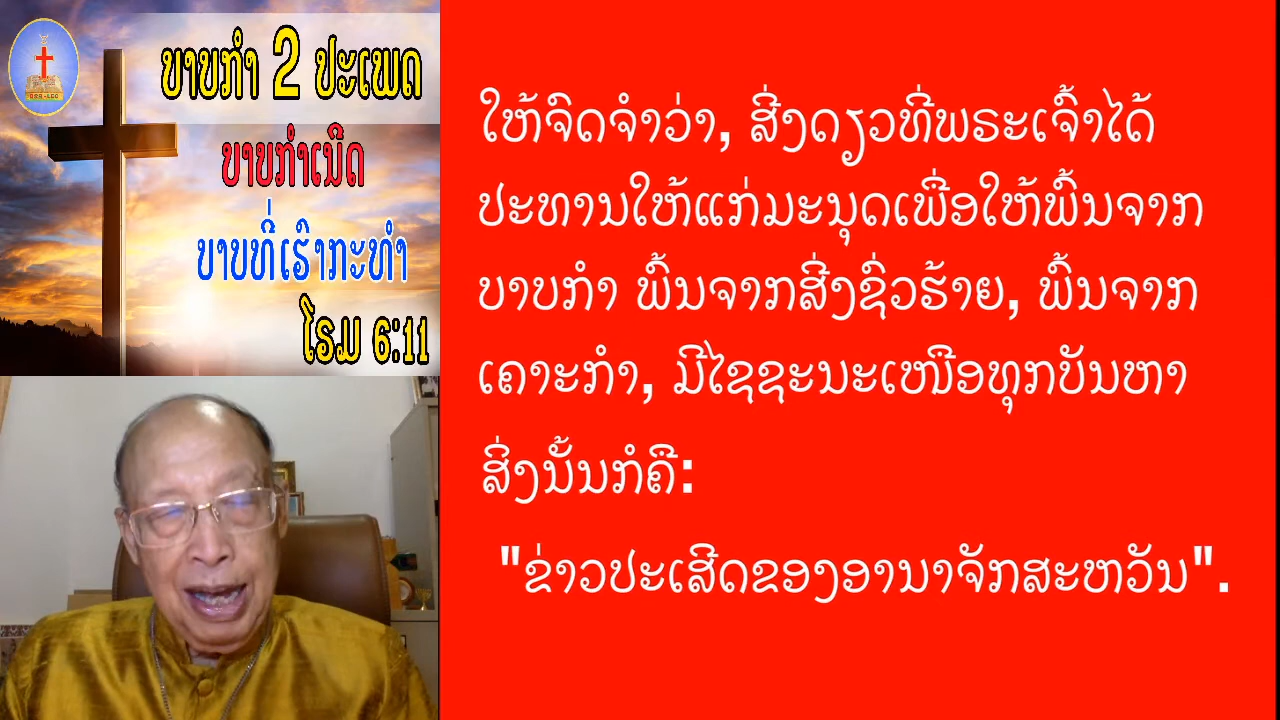 ບາບກຳ 2 ປະເພດ
ບາບກຳເນີດ
ບາບທີ່ເຮົາກະທຳ
ໂຣມ 6:11
ໃຫ້ຈົດຈຳວ່າ, ສິ່ງດຽວທີ່ພຣະເຈົ້າໄດ້
ປະທານໃຫ້ແກ່ມະນຸດເພື່ອໃຫ້ພົ້ນຈາກ
ບາບກຳ ພົ້ນຈາກສິ່ງຊົ່ວຮ້າຍ, ພົ້ນຈາກ
ເຄາະກຳ, ມີໄຊຊະນະເໜືອທຸກບັນຫາ
ສິ່ງນັ້ນກໍຄື:
"ຂ່າວປະເສີດຂອງອານາຈັກສະຫວັນ".